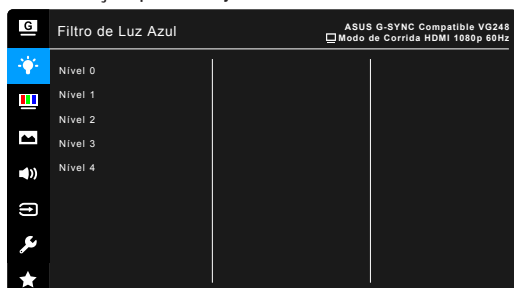 G
Filtro de Luz Azul
ASUS G-SYNC Compatible VG248
Modo de Corrida HDMI 1080p 60Hz
Nível 0
Nível 1
Nível 2
Nível 3
Nível 4